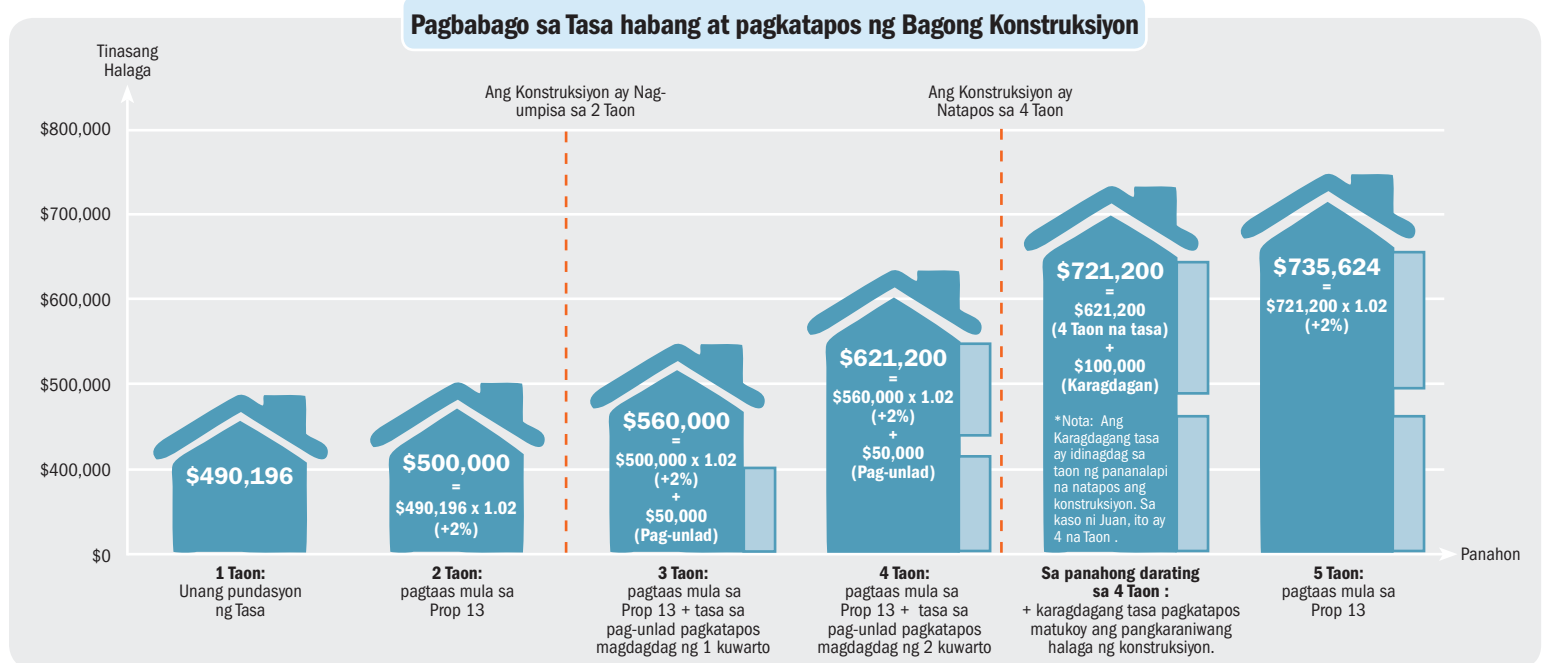 Pagbabago sa Tasa habang at pagkatapos ng Bagong Konstruksiyon
Tinasang
Halaga
Ang Konstruksiyon ay Nag-
umpisa sa 2 Taon
Ang Konstruksiyon ay
Natapos sa 4 Taon
$800,000
$700,000
$600,000
$500,000
$400,000
$0
$490,196
$500,000
=
$490,196 x 1.02
(+2%)
$560,000
=
$500,000 x 1.02
(+2%)
+
$50,000
(Pag-unlad)
$621,200
=
$560,000 x 1.02
(+2%)
+
$50,000
(Pag-unlad)
$721,200
=
$621,200
(4 Taon na tasa)
+
$100,000
(Karagdagan)
*Nota: Ang
Karagdagang tasa
ay idinagdag sa
taon ng pananalapi
na natapos ang
konstruksiyon. Sa
kaso ni Juan, ito ay
4 na Taon .
$735,624
=
$721,200 x 1.02
(+2%)
Panahon
1 Taon:
Unang pundasyon
ng Tasa
2 Taon:
pagtaas mula sa
Prop 13
3 Taon:
pagtaas mula sa
Prop 13 + tasa sa
pag-unlad pagkatapos
magdagdag ng 1 kuwarto
4 Taon:
pagtaas mula sa
Prop 13 + tasa sa
pag-unlad pagkatapos
magdagdag ng 2 kuwarto
Sa panahong darating
sa 4 Taon :
+ karagdagang tasa pagkatapos
matukoy ang pangkaraniwang
halaga ng konstruksiyon.
5 Taon:
pagtaas mula sa
Prop 13